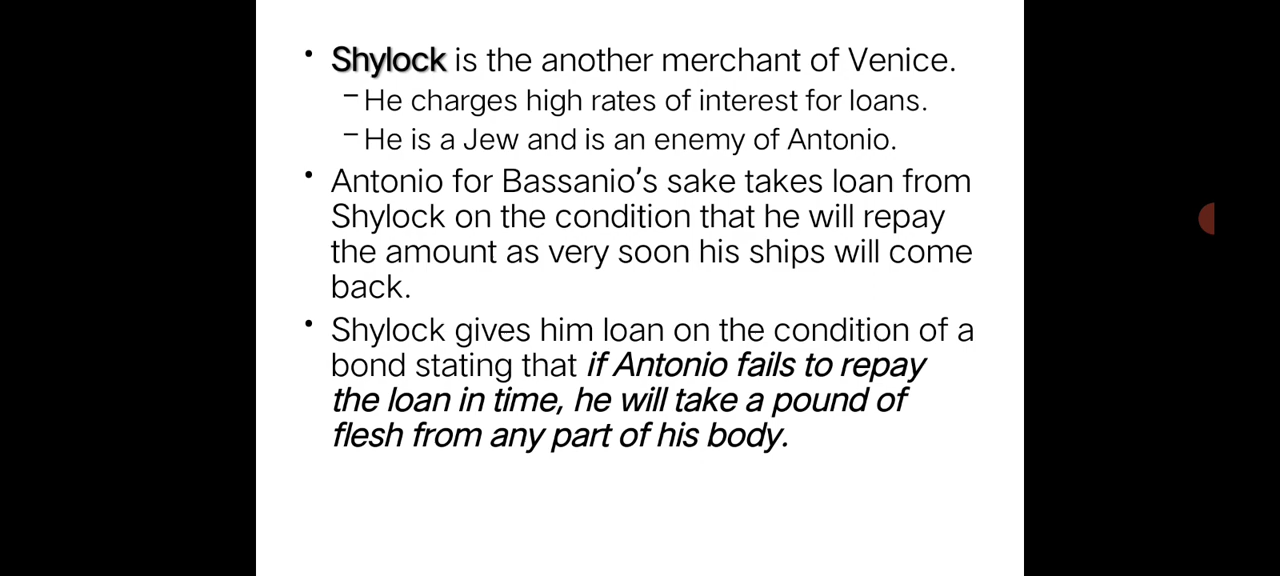 • Shylock is the another merchant of Venice.
– He charges high rates of interest for loans.
– He is a Jew and is an enemy of Antonio.
• Antonio for Bassanio’s sake takes loan from
Shylock on the condition that he will repay
the amount as very soon his ships will come
back.
• Shylock gives him loan on the condition of a
bond stating that if Antonio fails to repay
the loan in time, he will take a pound of
flesh from any part of his body.